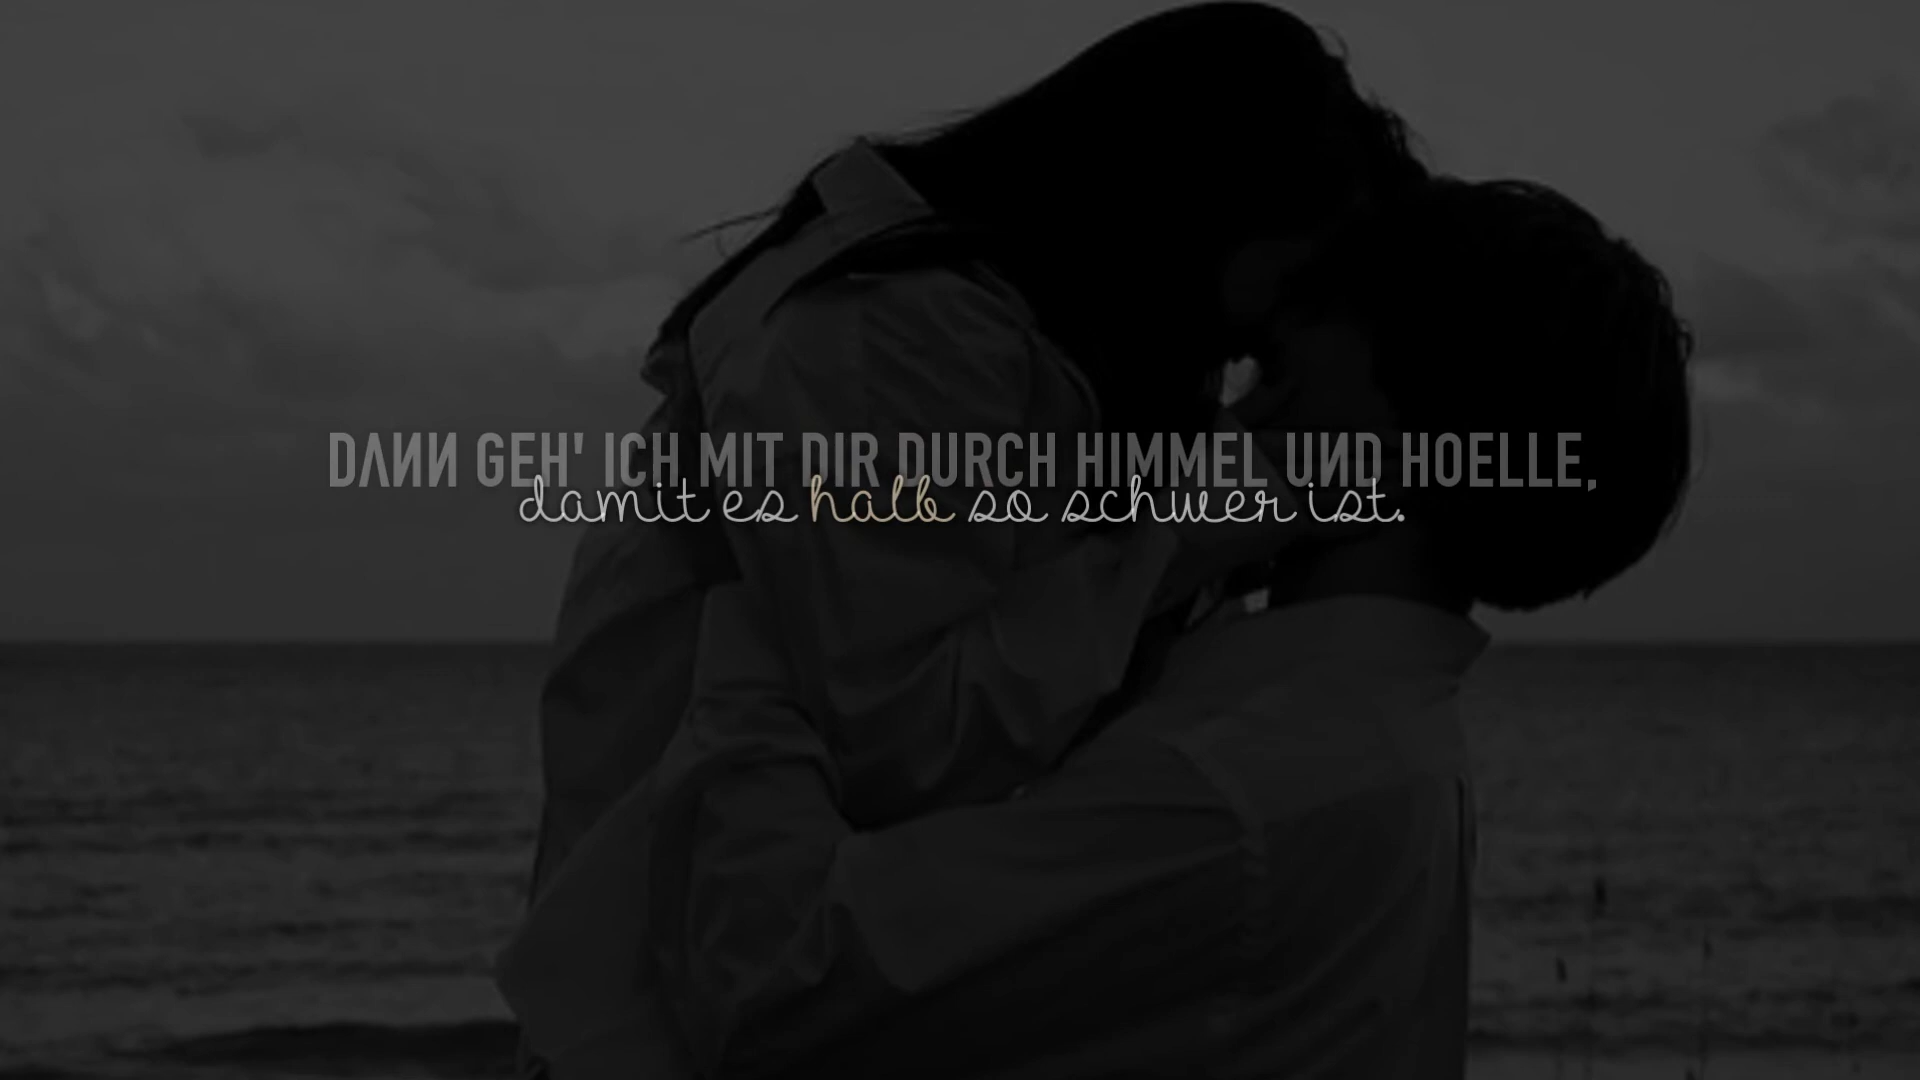 DANN GEH' ICH MIT DIR DURCH HIMMEL UND HOELLE,
damit es halb so schwer ist.